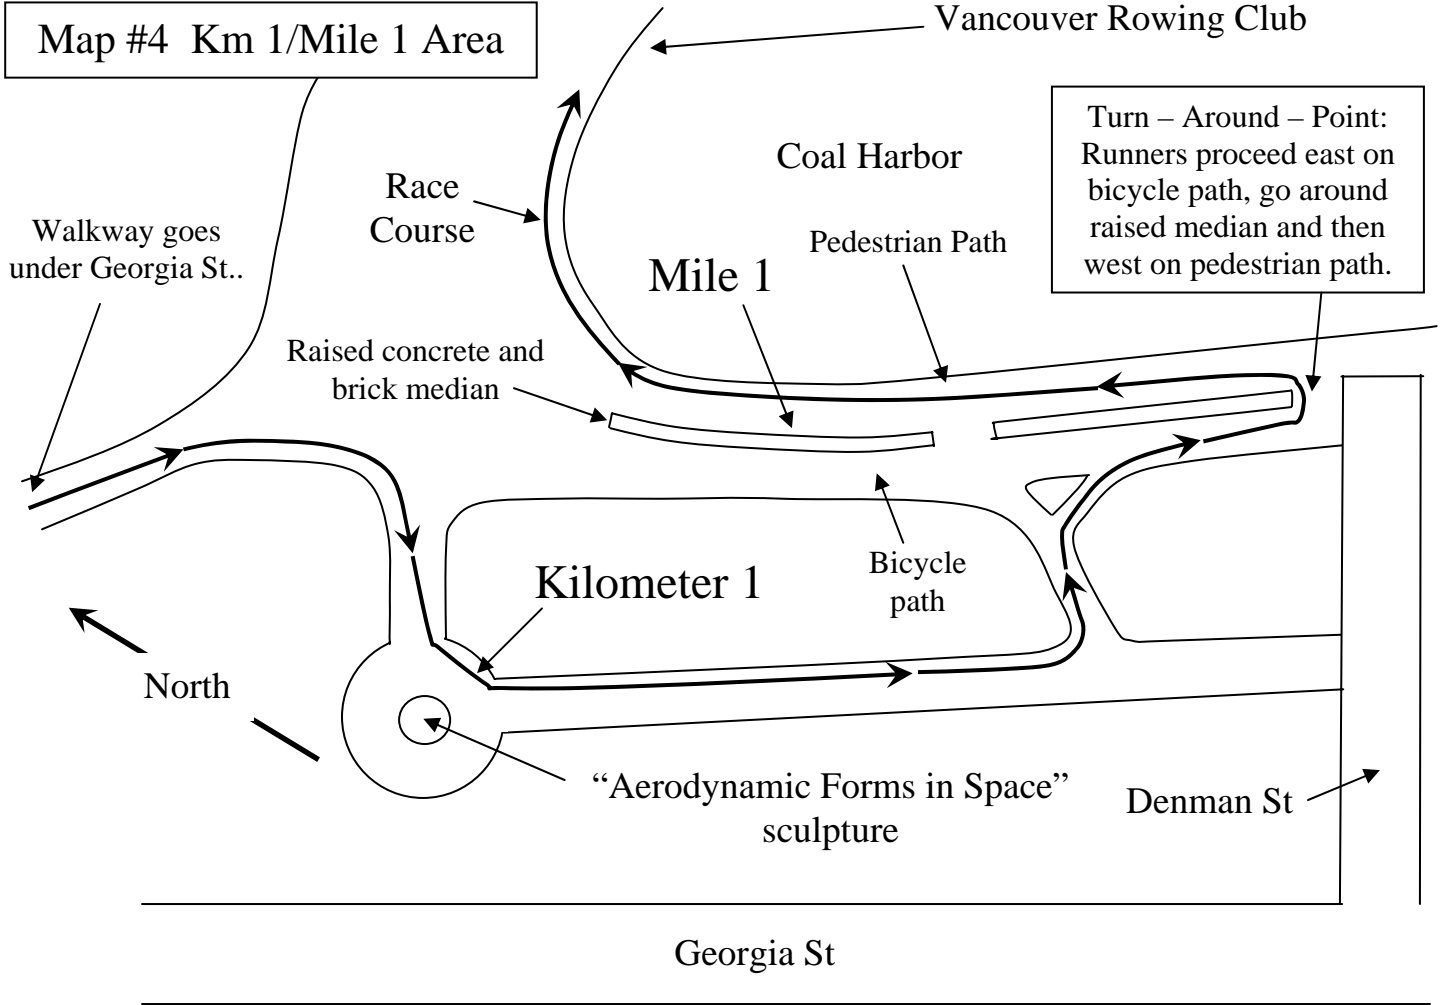 Map #4  Km 1/Mile 1 Area
Vancouver Rowing Club
Turn – Around – Point:
Runners proceed east on
bicycle path, go around
raised median and then
west on pedestrian path.
Coal Harbor
Race
Course
Walkway goes
under Georgia St..
Pedestrian Path
Mile 1
Raised concrete and
brick median
Bicycle
path
Kilometer 1
North
“Aerodynamic Forms in Space”
sculpture
Denman St
Georgia St